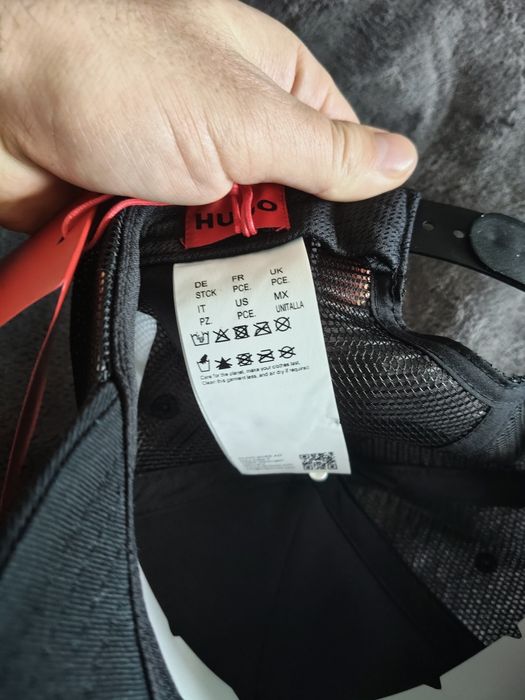 HUGO
DE FR UK
STCK PCE. PCE.
IT US MX
PZ. PCE. UNITALLA
Care for the planet, make your clothes last.
Clean this garment less, and air dry if required.